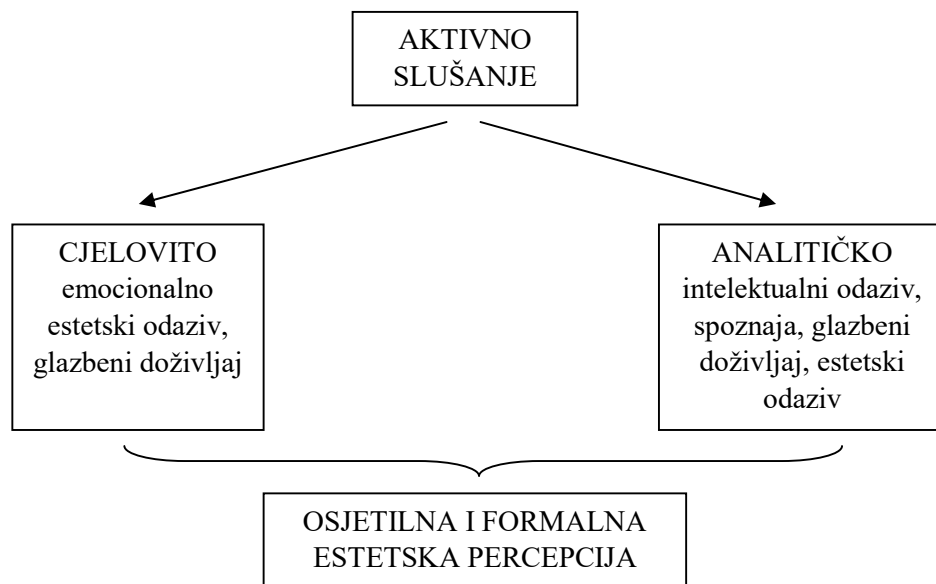 AKTIVNO
SLUŠANJE
CJELOVITO
emocionalno
estetski odaziv,
glazbeni doživljaj
ANALITIČKO
intelektualni odaziv,
spoznaja, glazbeni
doživljaj, estetski
odaziv
OSJETILNA I FORMALNA
ESTETSKA PERCEPCIJA